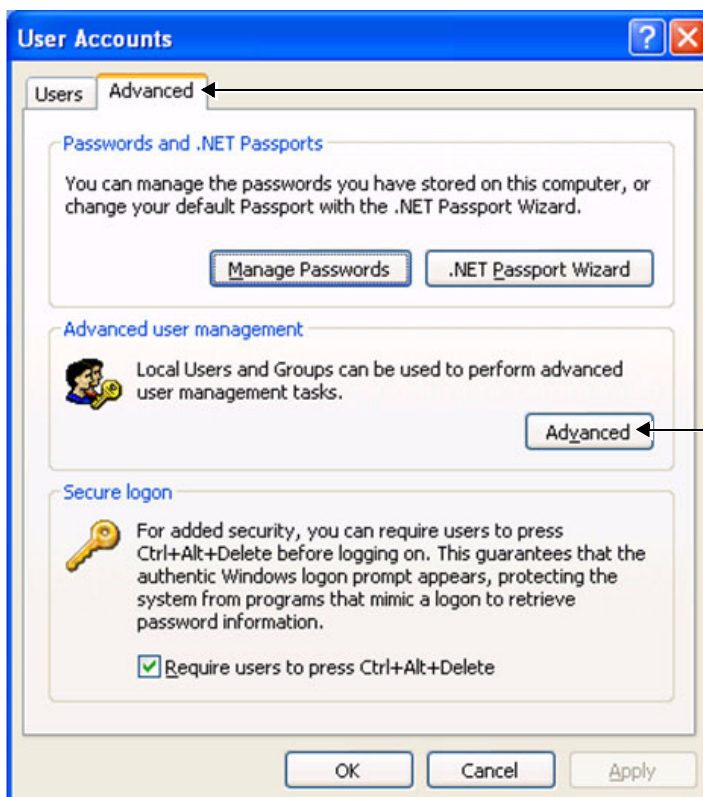 User Accounts
Users
Advanced
Passwords and .NET Passports
You can manage the passwords you have stored on this computer, or
change your default Passport with the .NET Passport Wizard.
Manage Passwords
.NET Passport Wizard
Advanced user management
Local Users and Groups can be used to perform advanced
user management tasks.
Advanced
Secure logon
For added security, you can require users to press
Ctrl+Alt+Delete before logging on. This guarantees that the
authentic Windows logon prompt appears, protecting the
system from programs that mimic a logon to retrieve
password information.
Require users to press Ctrl+Alt+Delete
OK
Cancel
Apply